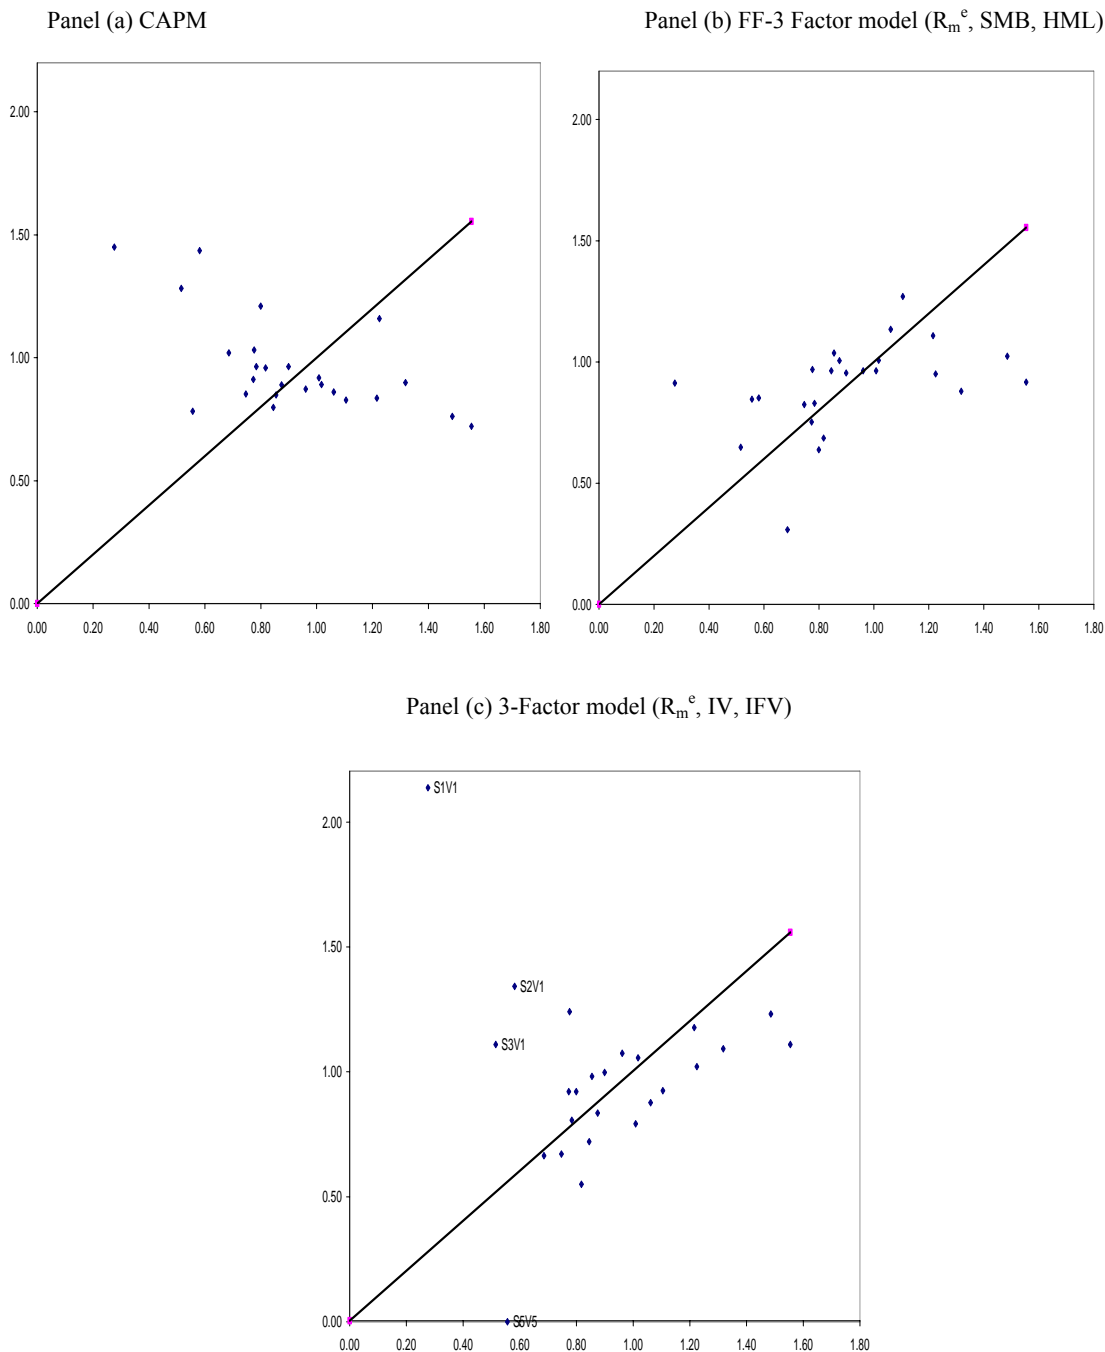 Panel (a) CAPM
Panel (b) FF-3 Factor model (Rmᵉ, SMB, HML)
2.00
1.50
1.00
0.50
0.00
0.00 0.20 0.40 0.60 0.80 1.00 1.20 1.40 1.60 1.80
2.00
1.50
1.00
0.50
0.00
0.00 0.20 0.40 0.60 0.80 1.00 1.20 1.40 1.60 1.80
Panel (c) 3-Factor model (Rmᵉ, IV, IFV)
S1V1
2.00
1.50
S2V1
S3V1
1.00
0.50
0.00
S5V5
0.00 0.20 0.40 0.60 0.80 1.00 1.20 1.40 1.60 1.80